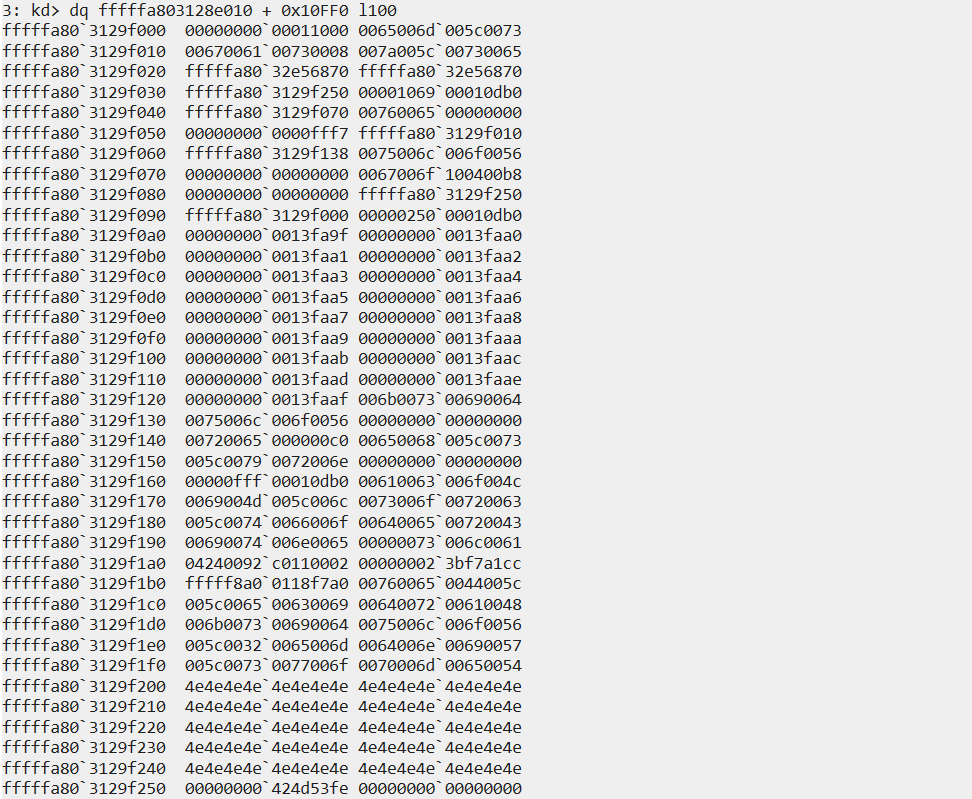 3: kd> dq fffffa803128e010 + 0x10FF0 l100
fffffa80`3129f000  00000000`00011000 0065006d`005c0073
fffffa80`3129f010  00670061`00730008 007a005c`00730065
fffffa80`3129f020  fffffa80`32e56870 fffffa80`32e56870
fffffa80`3129f030  fffffa80`3129f250 00001069`00010db0
fffffa80`3129f040  fffffa80`3129f070 00760065`00000000
fffffa80`3129f050  00000000`0000fff7 fffffa80`3129f010
fffffa80`3129f060  fffffa80`3129f138 0075006c`006f0056
fffffa80`3129f070  00000000`00000000 0067006f`100400b8
fffffa80`3129f080  00000000`00000000 fffffa80`3129f250
fffffa80`3129f090  fffffa80`3129f000 00000250`00010db0
fffffa80`3129f0a0  00000000`0013fa9f 00000000`0013faa0
fffffa80`3129f0b0  00000000`0013faa1 00000000`0013faa2
fffffa80`3129f0c0  00000000`0013faa3 00000000`0013faa4
fffffa80`3129f0d0  00000000`0013faa5 00000000`0013faa6
fffffa80`3129f0e0  00000000`0013faa7 00000000`0013faa8
fffffa80`3129f0f0  00000000`0013faa9 00000000`0013faaa
fffffa80`3129f100  00000000`0013faab 00000000`0013faac
fffffa80`3129f110  00000000`0013faad 00000000`0013faae
fffffa80`3129f120  00000000`0013faaf 006b0073`00690064
fffffa80`3129f130  0075006c`006f0056 00000000`00000000
fffffa80`3129f140  00720065`000000c0 00650068`005c0073
fffffa80`3129f150  005c0079`0072006e 00000000`00000000
fffffa80`3129f160  00000fff`00010db0 00610063`006f004c
fffffa80`3129f170  0069004d`005c006c 0073006f`00720063
fffffa80`3129f180  005c0074`0066006f 00640065`00720043
fffffa80`3129f190  00690074`006e0065 00000073`006c0061
fffffa80`3129f1a0  04240092`c0110002 00000002`3bf7a1cc
fffffa80`3129f1b0  fffff8a0`0118f7a0 00760065`0044005c
fffffa80`3129f1c0  005c0065`00630069 00640072`00610048
fffffa80`3129f1d0  006b0073`00690064 0075006c`006f0056
fffffa80`3129f1e0  005c0032`0065006d 0064006e`00690057
fffffa80`3129f1f0  005c0073`0077006f 0070006d`00650054
fffffa80`3129f200  4e4e4e4e`4e4e4e4e 4e4e4e4e`4e4e4e4e
fffffa80`3129f210  4e4e4e4e`4e4e4e4e 4e4e4e4e`4e4e4e4e
fffffa80`3129f220  4e4e4e4e`4e4e4e4e 4e4e4e4e`4e4e4e4e
fffffa80`3129f230  4e4e4e4e`4e4e4e4e 4e4e4e4e`4e4e4e4e
fffffa80`3129f240  4e4e4e4e`4e4e4e4e 4e4e4e4e`4e4e4e4e
fffffa80`3129f250  00000000`424d53fe 00000000`00000000